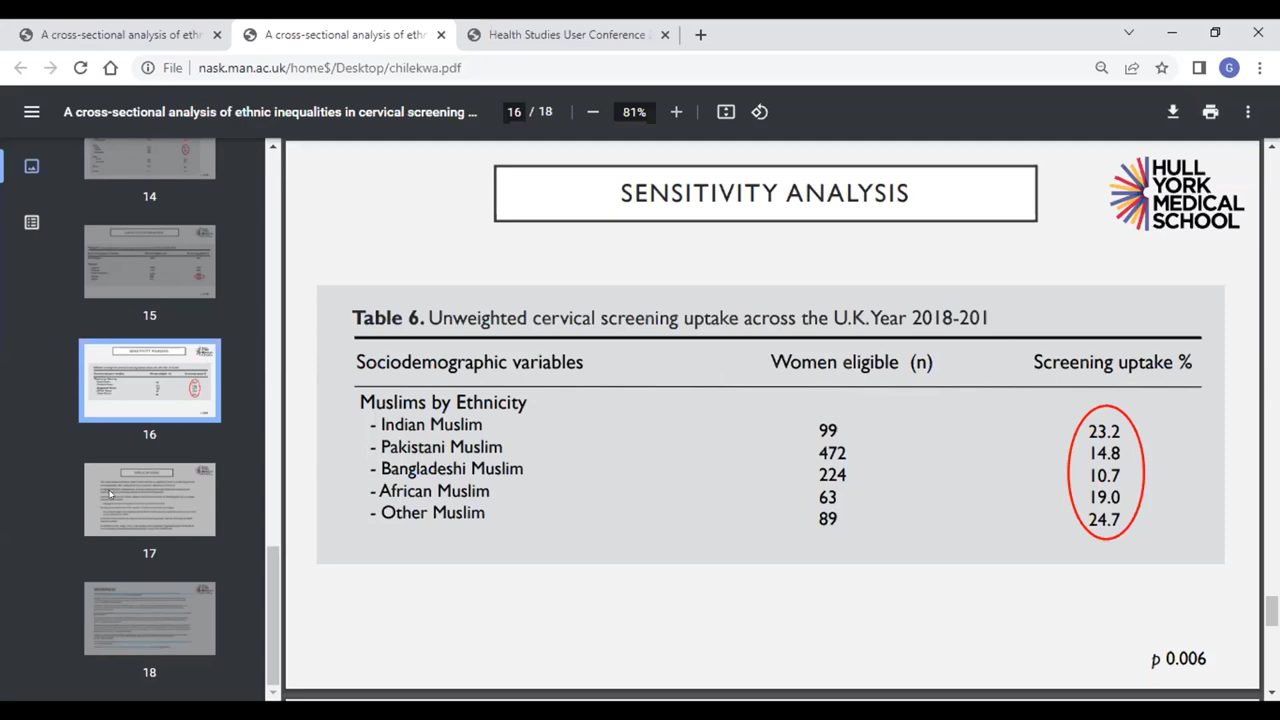 A cross-sectional analysis of ethn
A cross-sectional analysis of ethn
Health Studies User Conference
File
nask.man.ac.uk/home$/Desktop/chilekwa.pdf
G
A cross-sectional analysis of ethnic inequalities in cervical screening ...
16 / 18
81%
14
15
16
17
18
SENSITIVITY ANALYSIS
HULL
YORK
MEDICAL
SCHOOL
Table 6. Unweighted cervical screening uptake across the U.K. Year 2018-201
Sociodemographic variables Women eligible (n) Screening uptake %
Muslims by Ethnicity
- Indian Muslim 99 23.2
- Pakistani Muslim 472 14.8
- Bangladeshi Muslim 224 10.7
- African Muslim 63 19.0
- Other Muslim 89 24.7
p 0.006